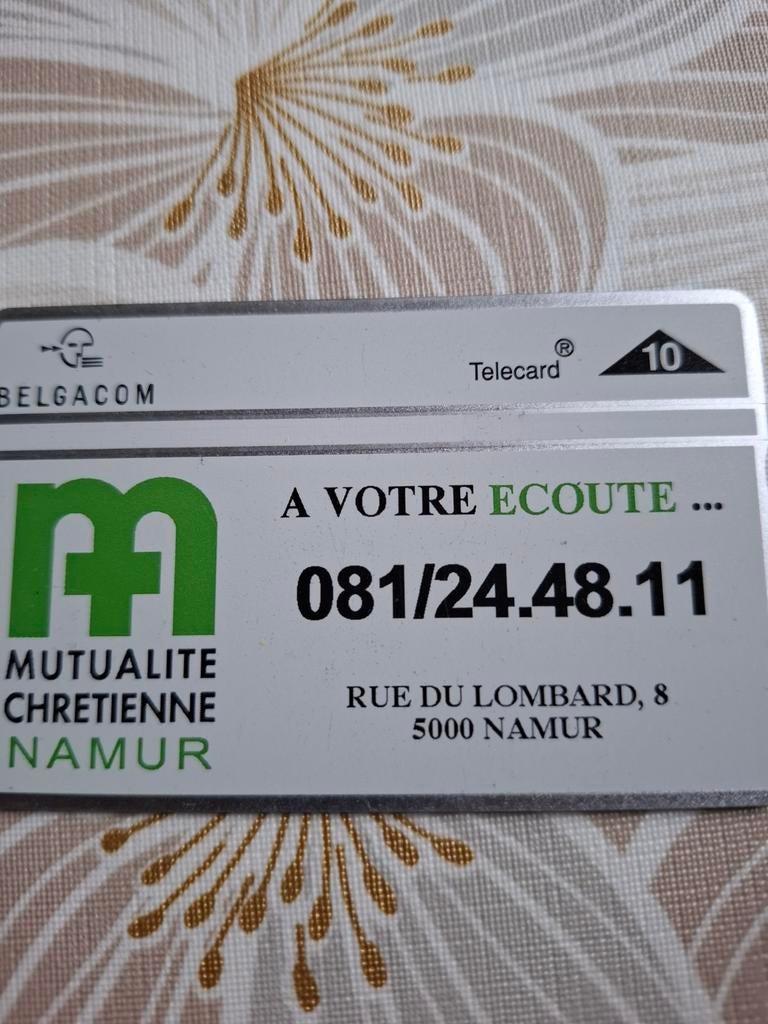 BELGACOM
Telecard® 10
A VOTRE ECOUTE ...
081/24.48.11
MUTUALITE
CHRETIENNE
NAMUR
RUE DU LOMBARD, 8
5000 NAMUR